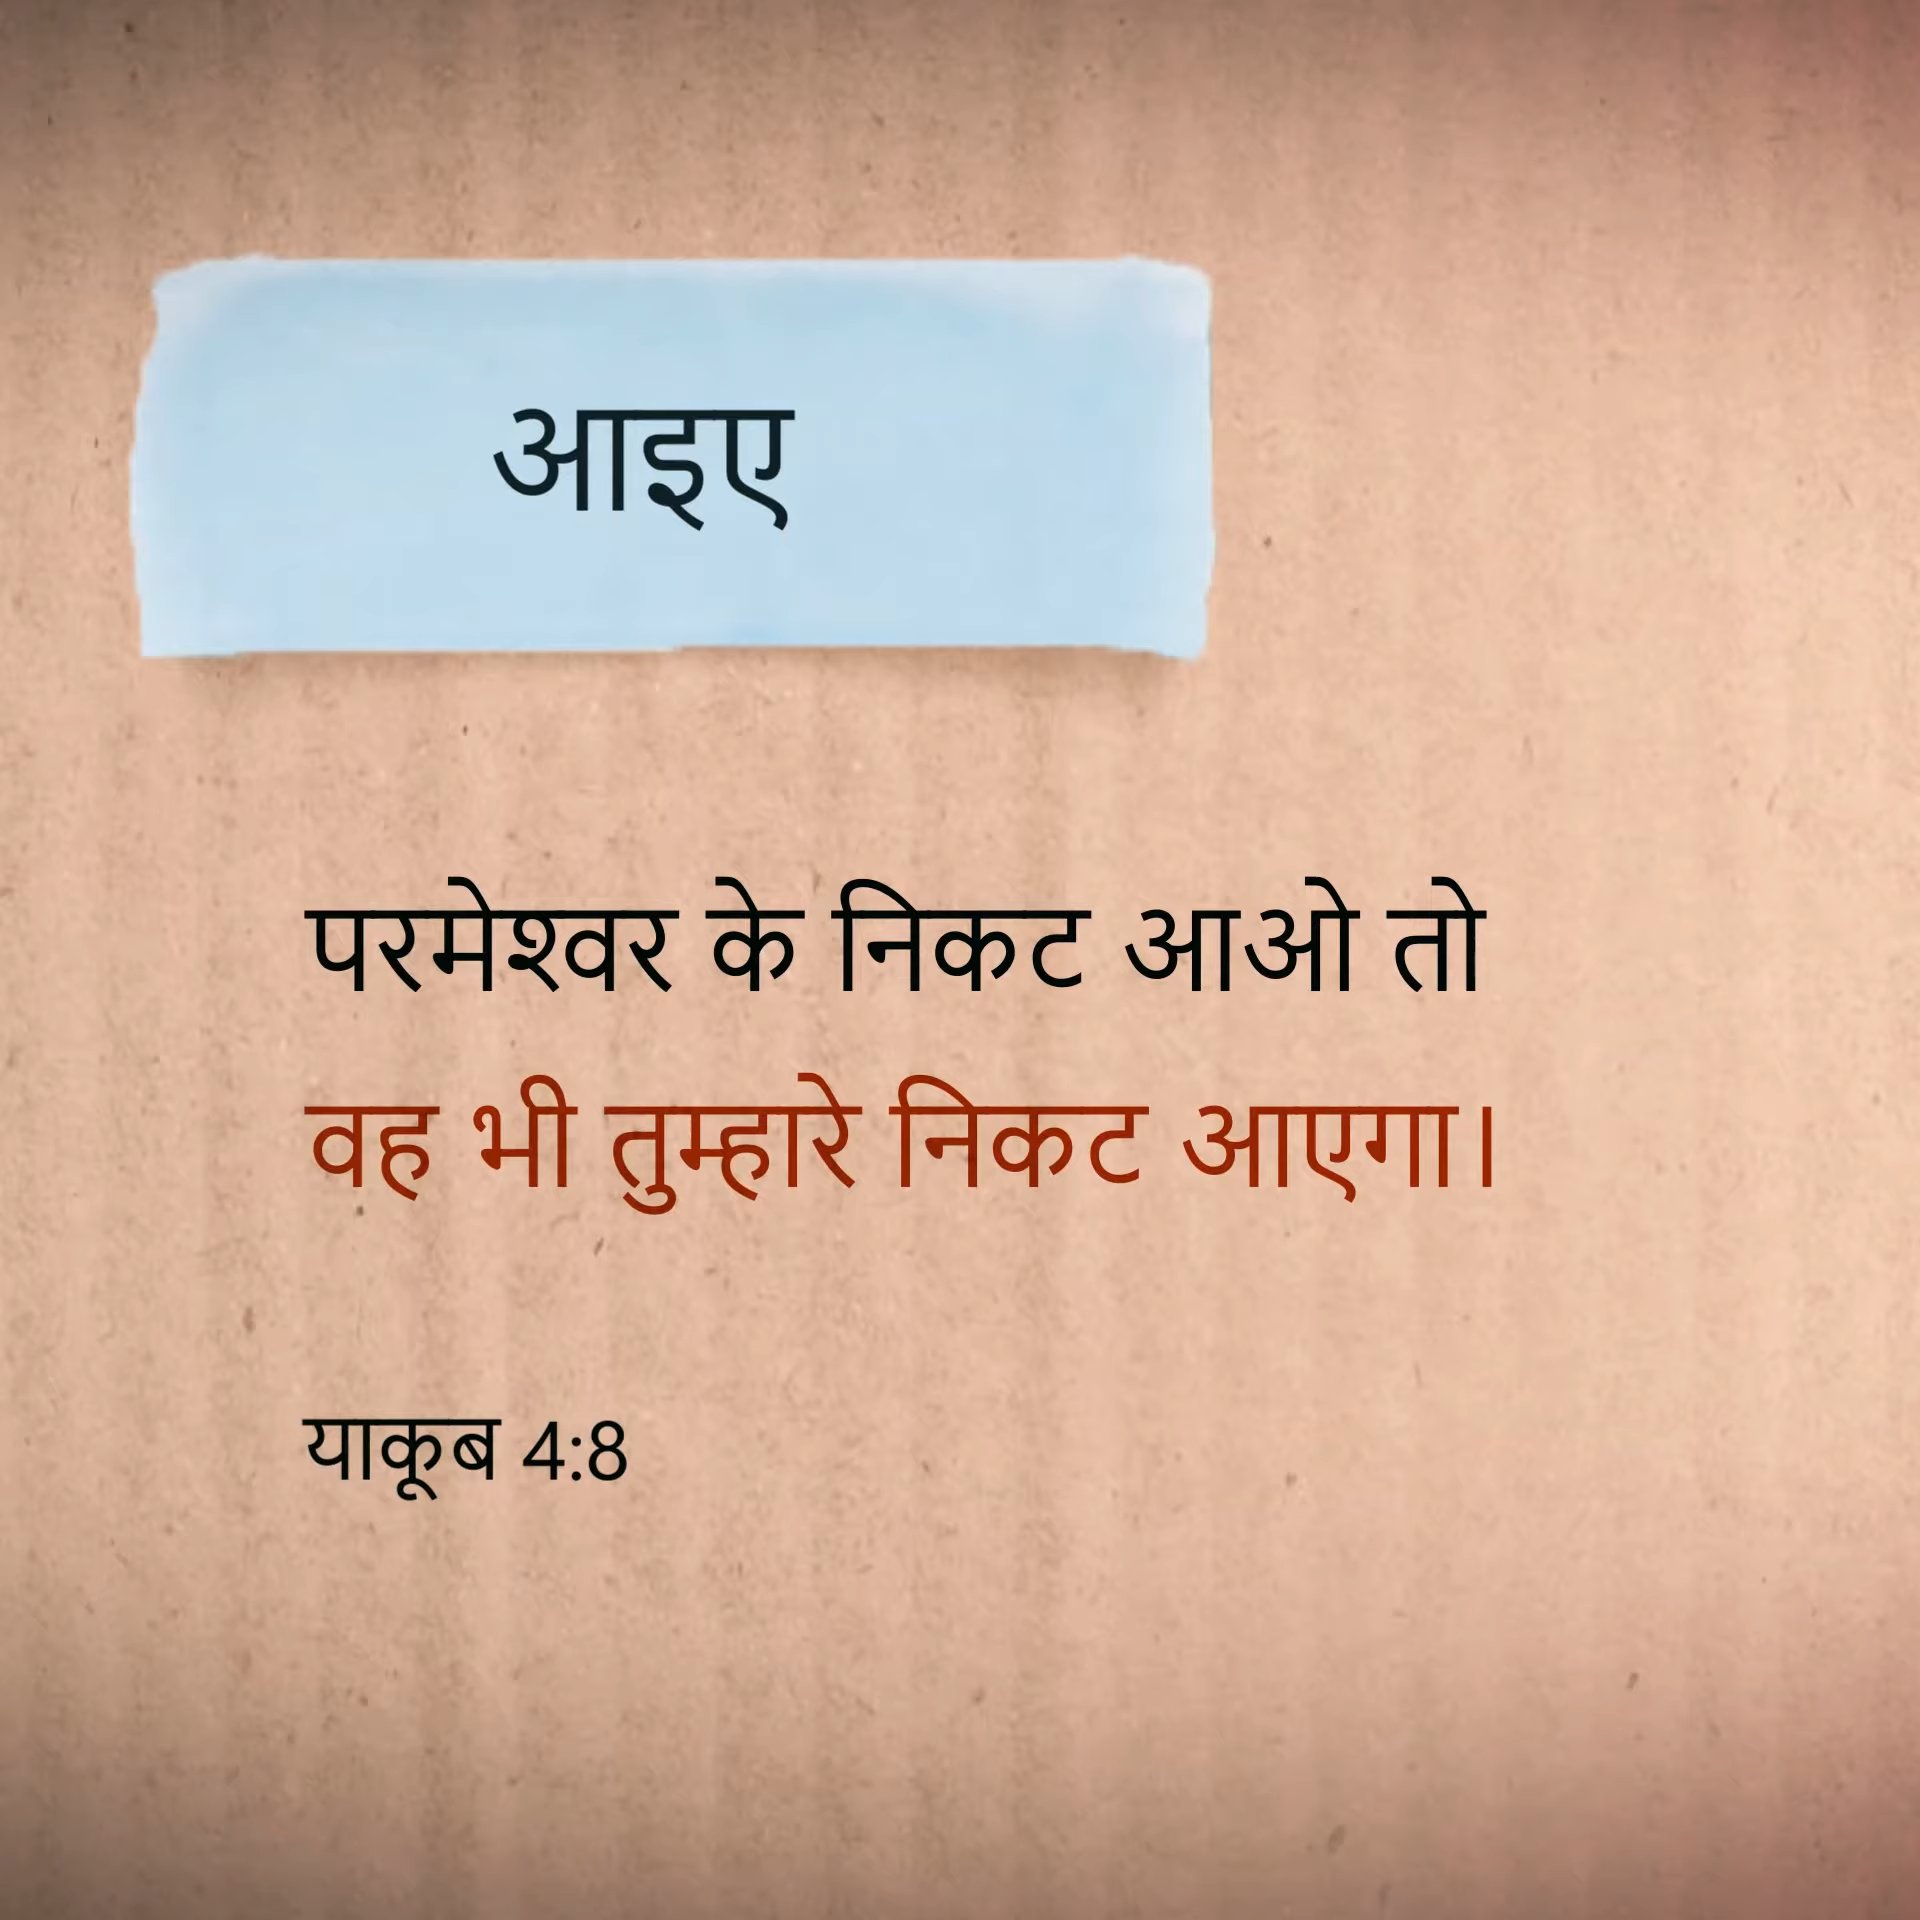 आइए
परमेश्वर के निकट आओ तो
वह भी तुम्हारे निकट आएगा।
याकूब 4:8